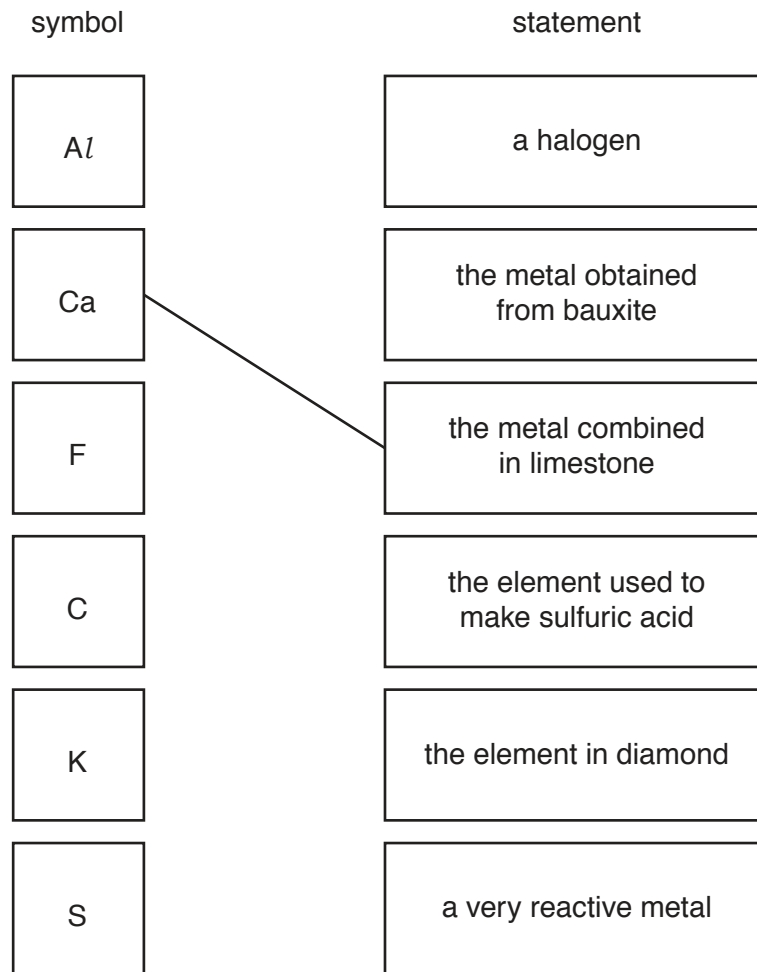 symbol
statement
Al
a halogen
Ca
the metal obtained
from bauxite
F
the metal combined
in limestone
C
the element used to
make sulfuric acid
K
the element in diamond
S
a very reactive metal